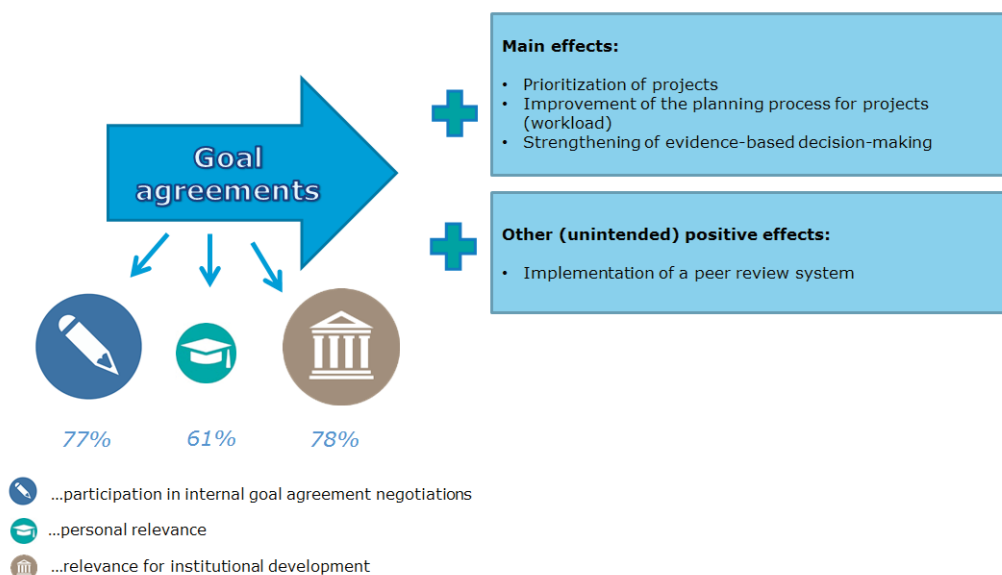 Main effects:
• Prioritization of projects
• Improvement of the planning process for projects
(workload)
• Strengthening of evidence-based decision-making
Goal
agreements
Other (unintended) positive effects:
• Implementation of a peer review system
77%
61%
78%
...participation in internal goal agreement negotiations
...personal relevance
...relevance for institutional development